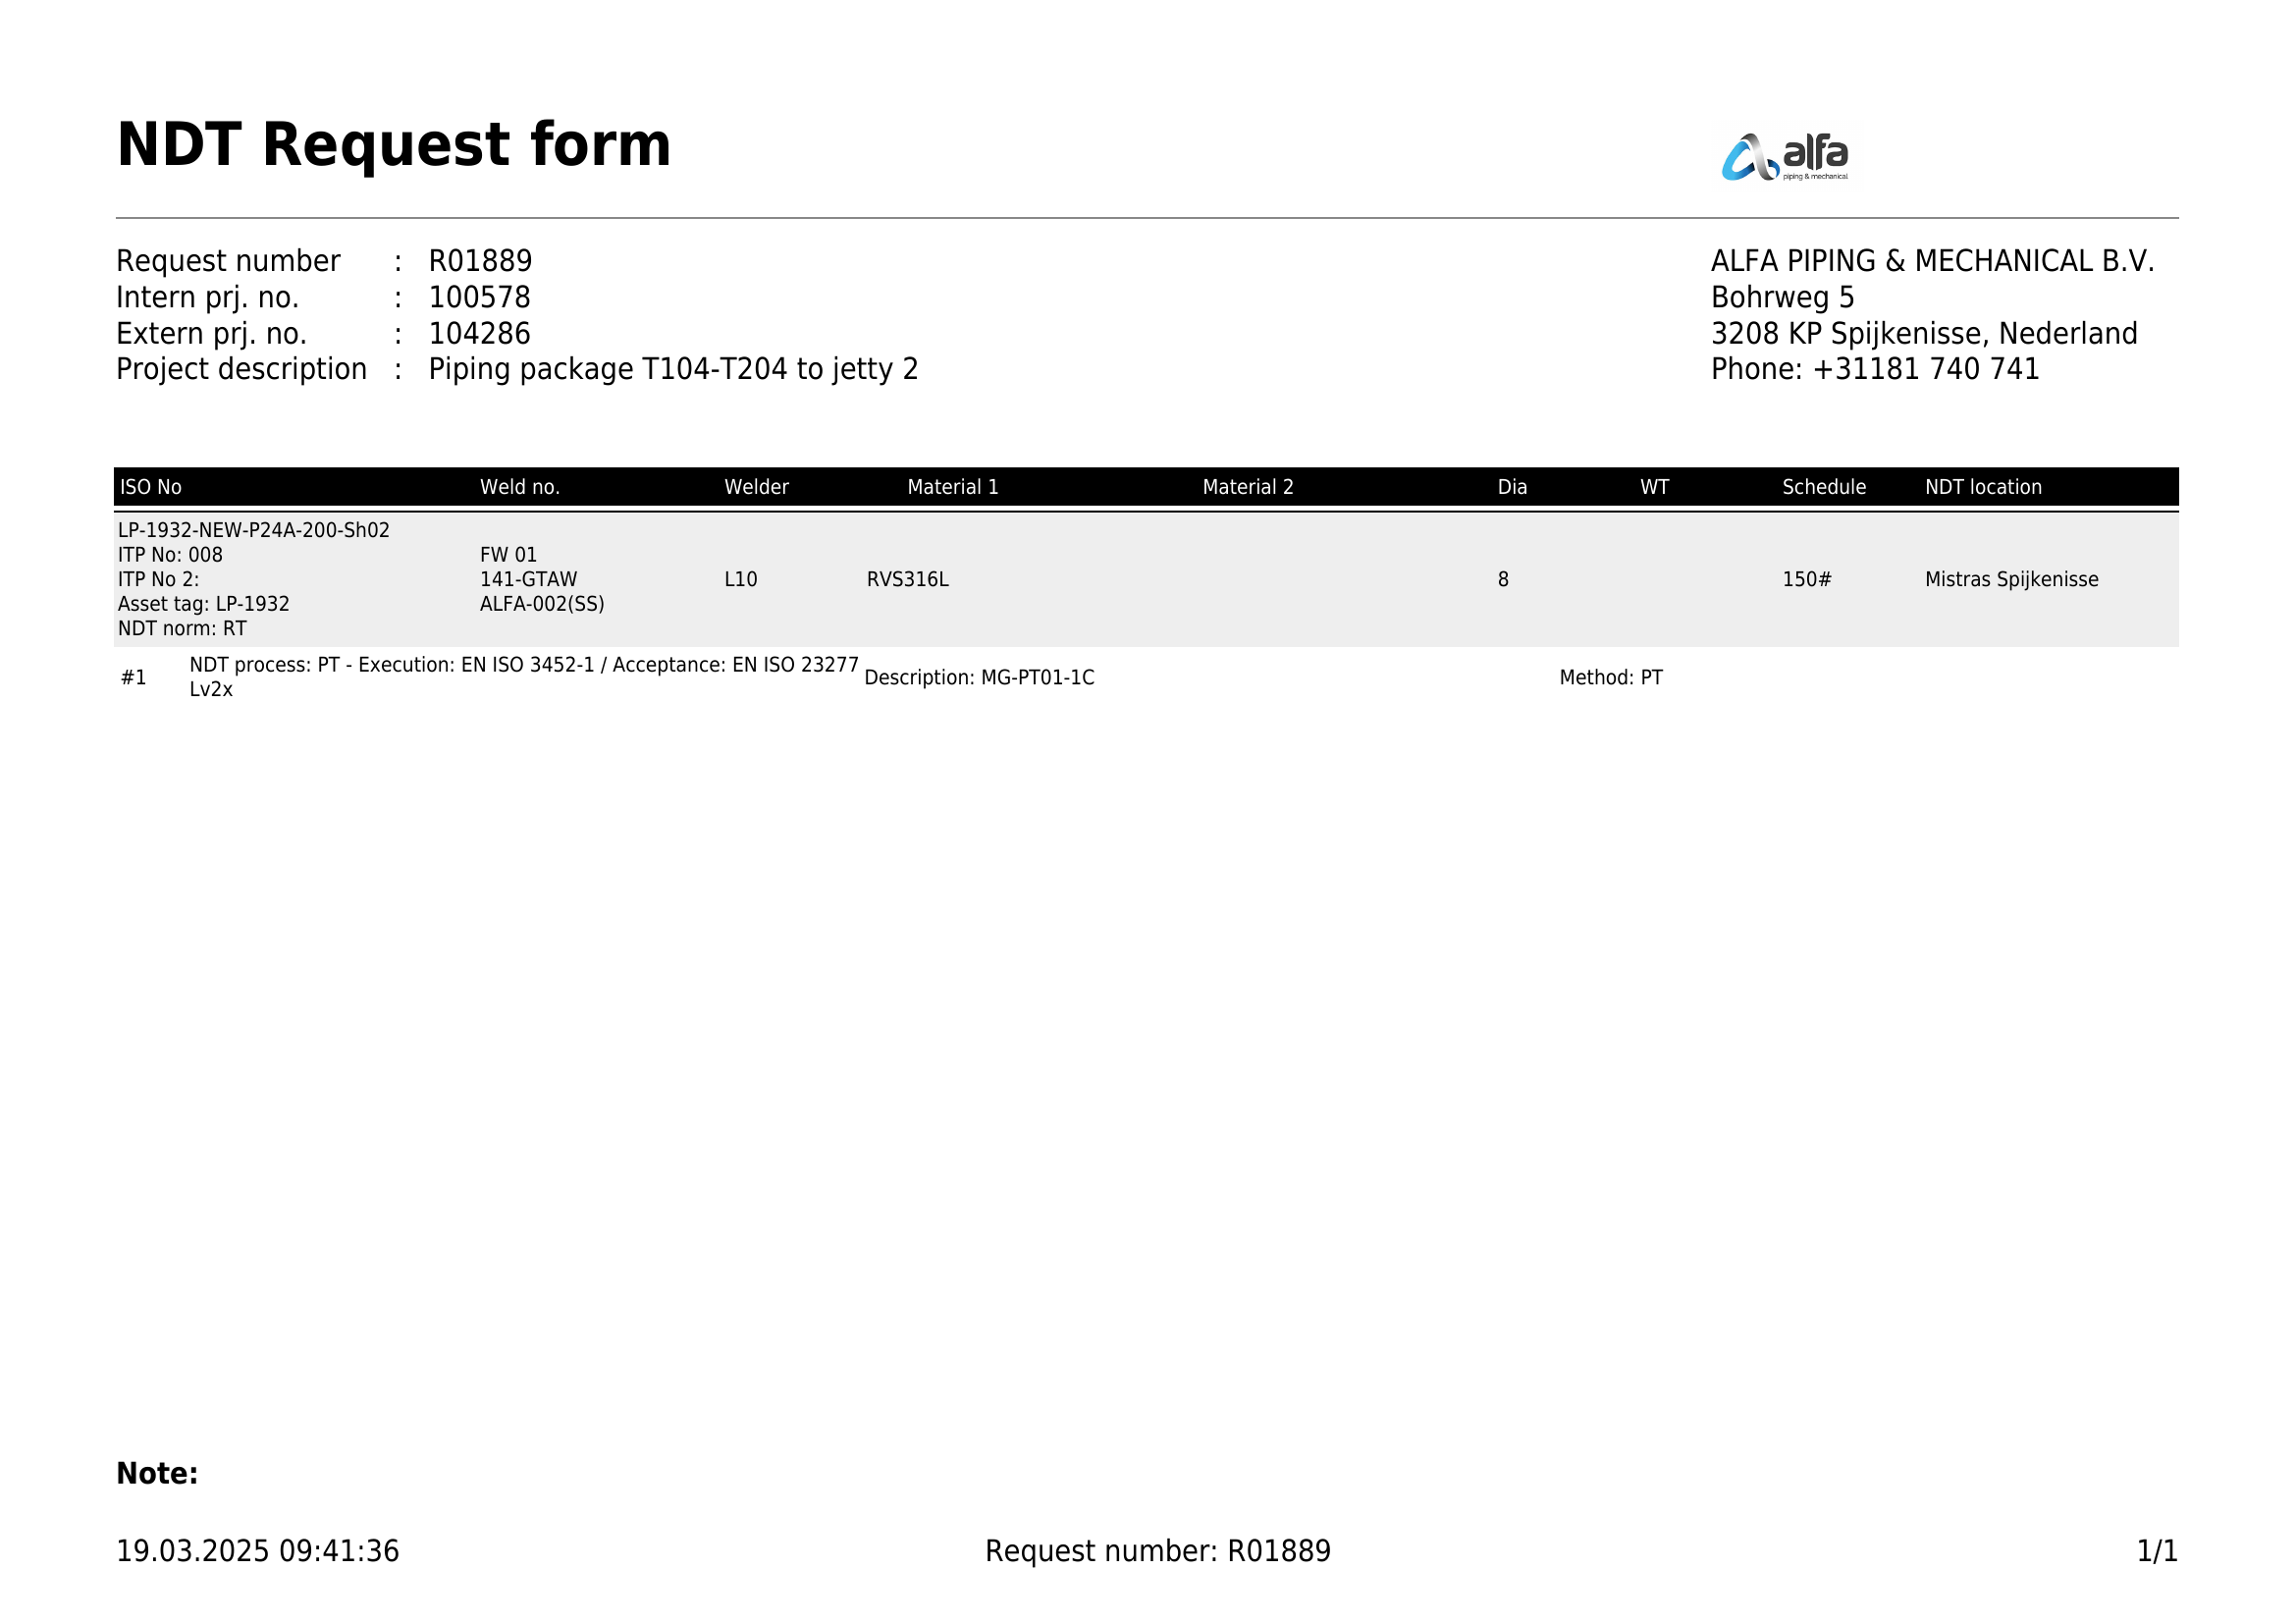 NDT Request form
alfa
piping & mechanical
Request number : R01889
Intern prj. no. : 100578
Extern prj. no. : 104286
Project description : Piping package T104-T204 to jetty 2
ALFA PIPING & MECHANICAL B.V.
Bohrweg 5
3208 KP Spijkenisse, Nederland
Phone: +31181 740 741
ISO No Weld no. Welder Material 1 Material 2 Dia WT Schedule NDT location
LP-1932-NEW-P24A-200-Sh02
ITP No: 008 FW 01
ITP No 2: 141-GTAW L10 RVS316L 8 150# Mistras Spijkenisse
Asset tag: LP-1932 ALFA-002(SS)
NDT norm: RT
#1 NDT process: PT - Execution: EN ISO 3452-1 / Acceptance: EN ISO 23277 Description: MG-PT01-1C Method: PT
Lv2x
Note:
19.03.2025 09:41:36 Request number: R01889 1/1